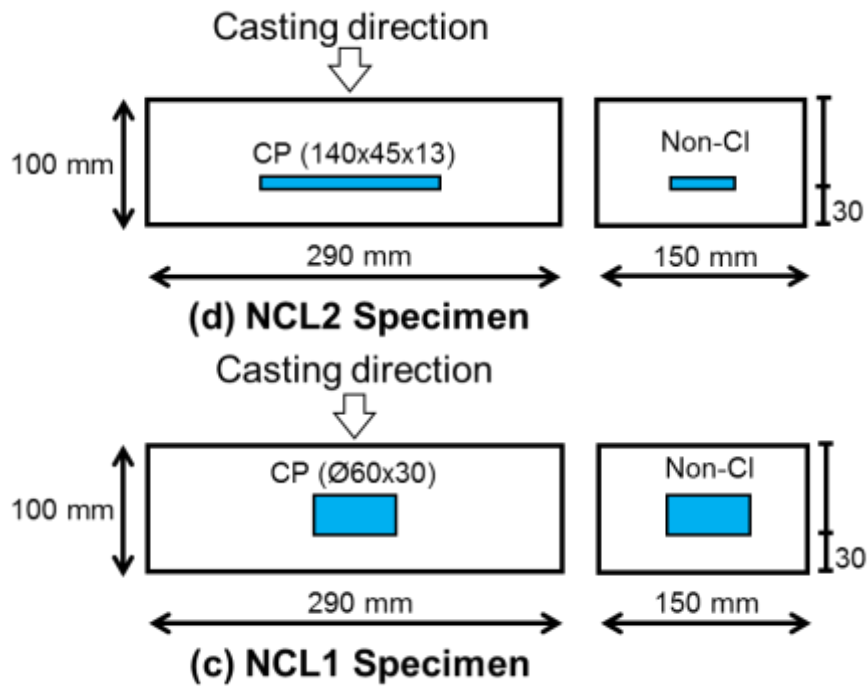 Casting direction
CP (140x45x13)
Non-Cl
100 mm
30
290 mm
150 mm
(d) NCL2 Specimen
Casting direction
CP (Ø60x30)
Non-Cl
100 mm
30
290 mm
150 mm
(c) NCL1 Specimen